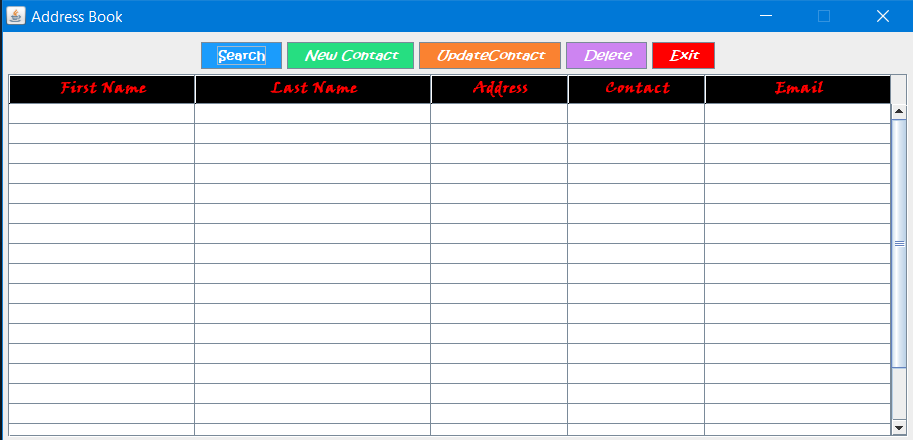 Address Book
Search New Contact UpdateContact Delete Exit
First Name Last Name Address Contact Email